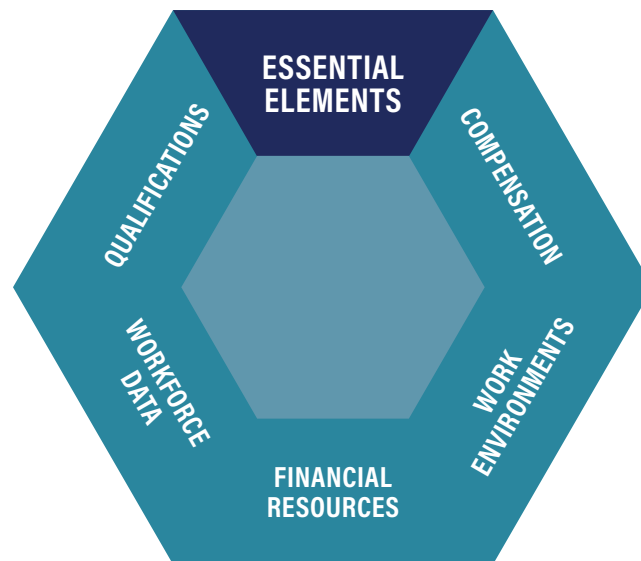 ESSENTIAL
ELEMENTS
COMPENSATION
WORK
ENVIRONMENTS
FINANCIAL
RESOURCES
WORKFORCE
DATA
QUALIFICATIONS